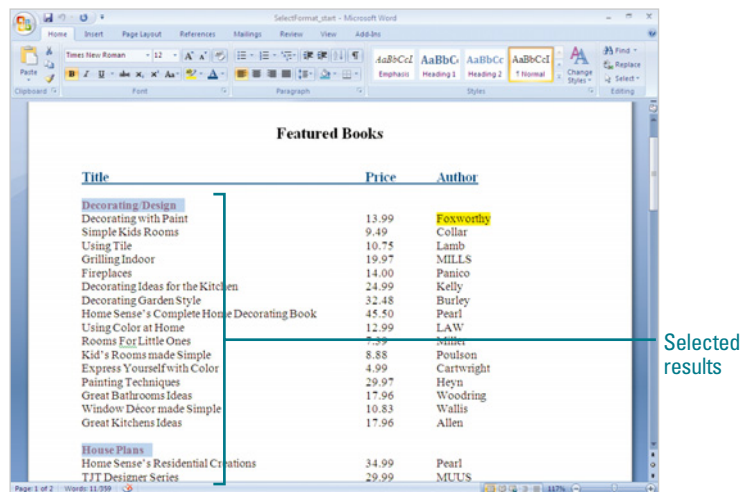 SelectFormat_start - Microsoft Word
Home Insert Page Layout References Mailings Review View Add-Ins
Times New Roman 12
Paste
B I U abc x, x² Aa
AaBbCcI AaBbC AaBbCc AaBbCcI
Emphasis Heading 1 Heading 2 ¶ Normal
Change Styles
Find
Replace
Select
Clipboard Font Paragraph Styles Editing
Featured Books
Title Price Author
Decorating/Design
Decorating with Paint 13.99 Foxworthy
Simple Kids Rooms 9.49 Collar
Using Tile 10.75 Lamb
Grilling Indoor 19.97 MILLS
Fireplaces 14.00 Panico
Decorating Ideas for the Kitchen 24.99 Kelly
Decorating Garden Style 32.48 Burley
Home Sense's Complete Home Decorating Book 45.50 Pearl
Using Color at Home 12.99 LAW
Rooms For Little Ones 7.39 Miller
Kid's Rooms made Simple 8.88 Poulson
Express Yourself with Color 4.99 Cartwright
Painting Techniques 29.97 Heyn
Great Bathrooms Ideas 17.96 Woodring
Window Décor made Simple 10.83 Wallis
Great Kitchens Ideas 17.96 Allen
House Plans
Home Sense's Residential Creations 34.99 Pearl
TJT Designer Series 29.99 MUUS
Page: 1 of 2 Words: 11/359 117%
Selected
results